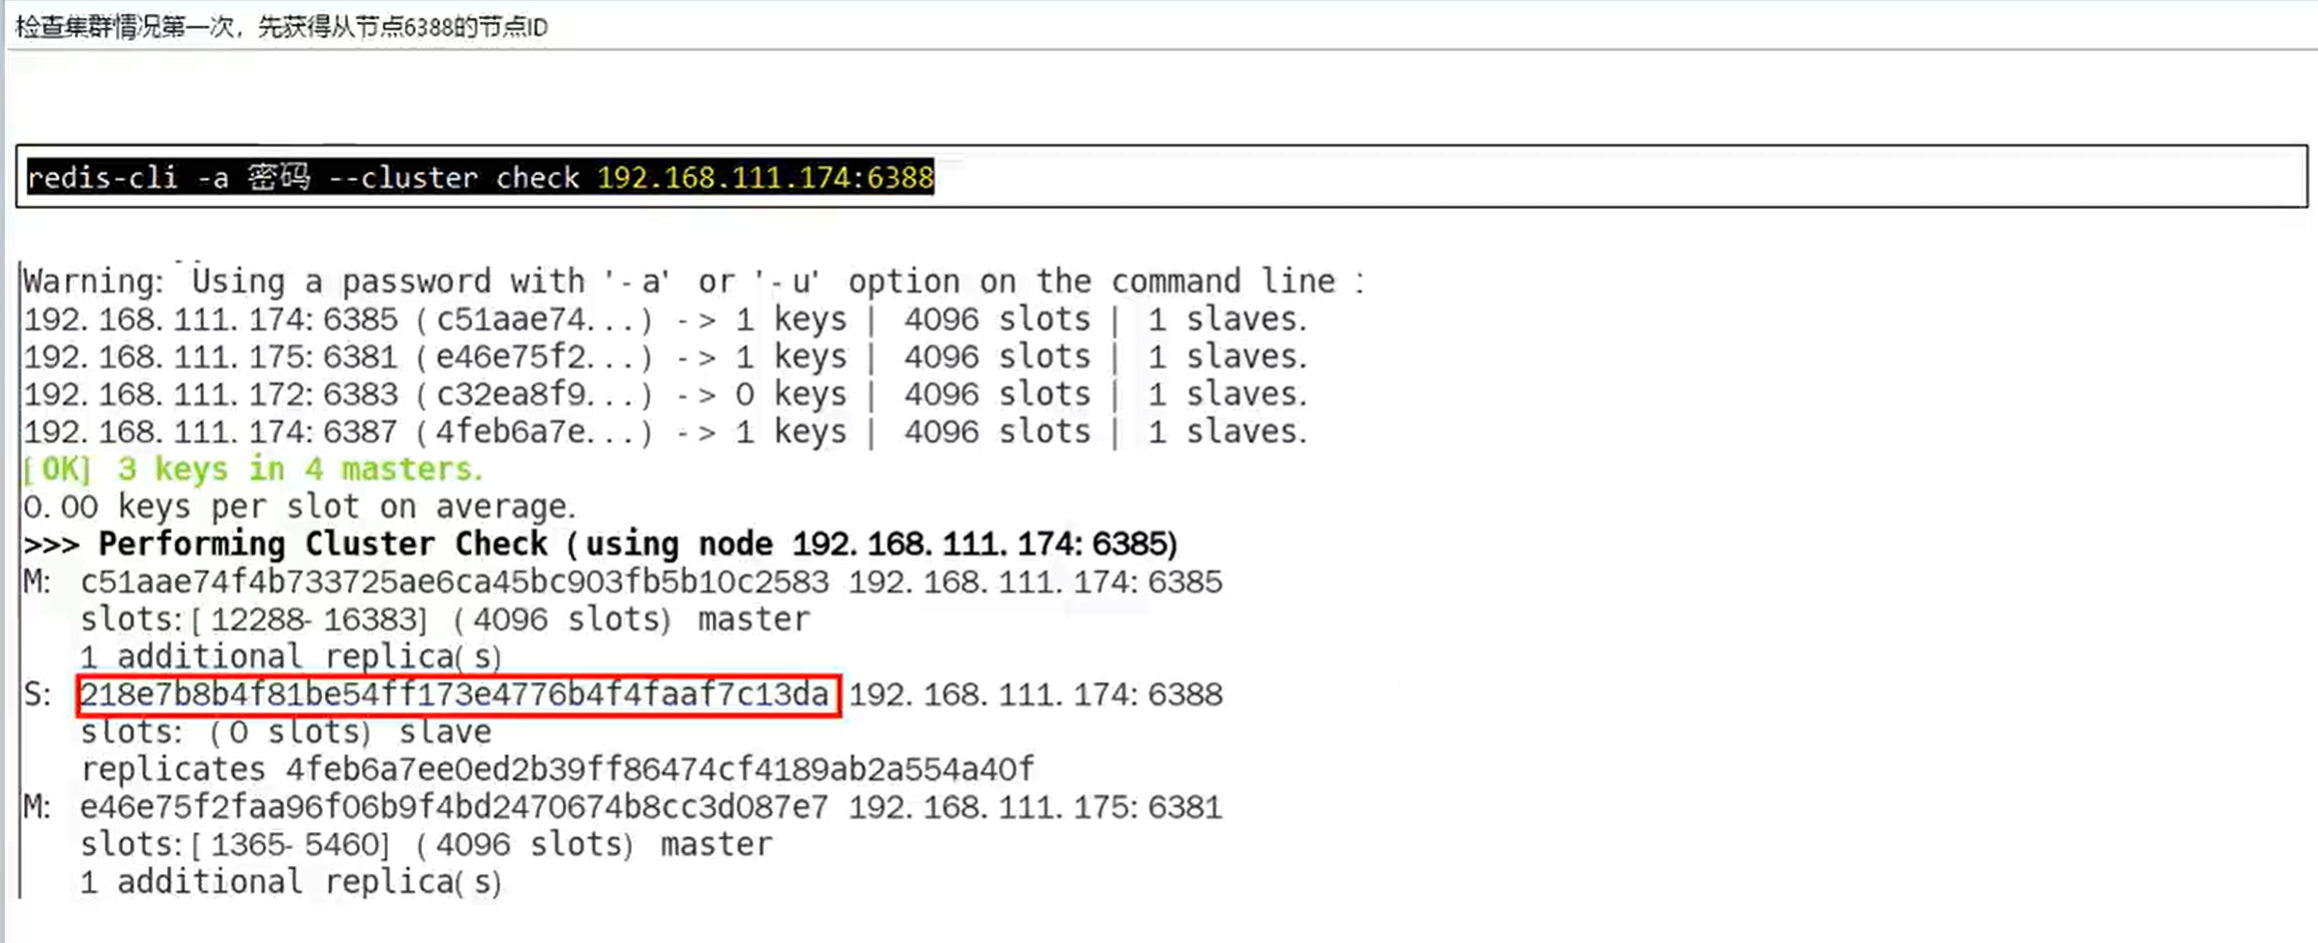 检查集群情况第一次，先获得从节点6388的节点ID
redis-cli -a 密码 --cluster check 192.168.111.174:6388
Warning: Using a password with '-a' or '-u' option on the command line :
192.168.111.174:6385 (c51aae74...) -> 1 keys | 4096 slots | 1 slaves.
192.168.111.175:6381 (e46e75f2...) -> 1 keys | 4096 slots | 1 slaves.
192.168.111.172:6383 (c32ea8f9...) -> 0 keys | 4096 slots | 1 slaves.
192.168.111.174:6387 (4feb6a7e...) -> 1 keys | 4096 slots | 1 slaves.
[OK] 3 keys in 4 masters.
0.00 keys per slot on average.
>>> Performing Cluster Check (using node 192.168.111.174:6385)
M: c51aae74f4b733725ae6ca45bc903fb5b10c2583 192.168.111.174:6385
slots:[12288-16383] (4096 slots) master
1 additional replica(s)
S: 218e7b8b4f81be54ff173e4776b4f4faaf7c13da 192.168.111.174:6388
slots: (0 slots) slave
replicates 4feb6a7ee0ed2b39ff86474cf4189ab2a554a40f
M: e46e75f2faa96f06b9f4bd2470674b8cc3d087e7 192.168.111.175:6381
slots:[1365-5460] (4096 slots) master
1 additional replica(s)